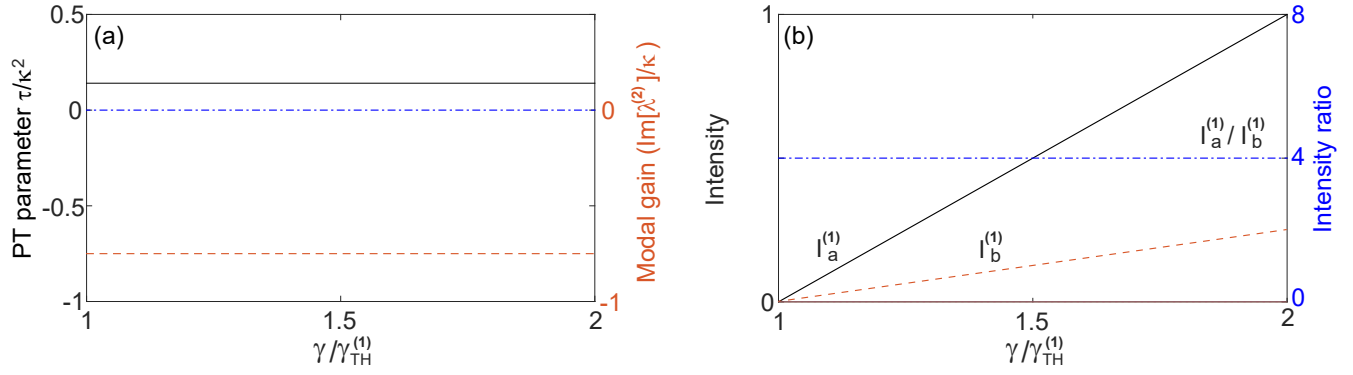 (a)
PT parameter τ/κ²
0.5
0
-0.5
-1
1
1.5
2
γ/γ_TH^(1)
0
-1
Modal gain (Im[λ^(2)]/κ)
(b)
Intensity
1
0
I_a^(1)
I_b^(1)
I_a^(1) / I_b^(1)
1
1.5
2
γ/γ_TH^(1)
8
4
0
Intensity ratio